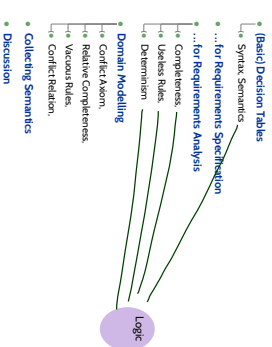 (Basic) Decision Tables
Syntax, Semantics
... for Requirements Specification
... for Requirements Analysis
Completeness,
Useless Rules,
Determinism
Domain Modelling
Conflict Axiom,
Relative Completeness,
Vacuous Rules,
Conflict Relation,
Collecting Semantics
Discussion
Logic